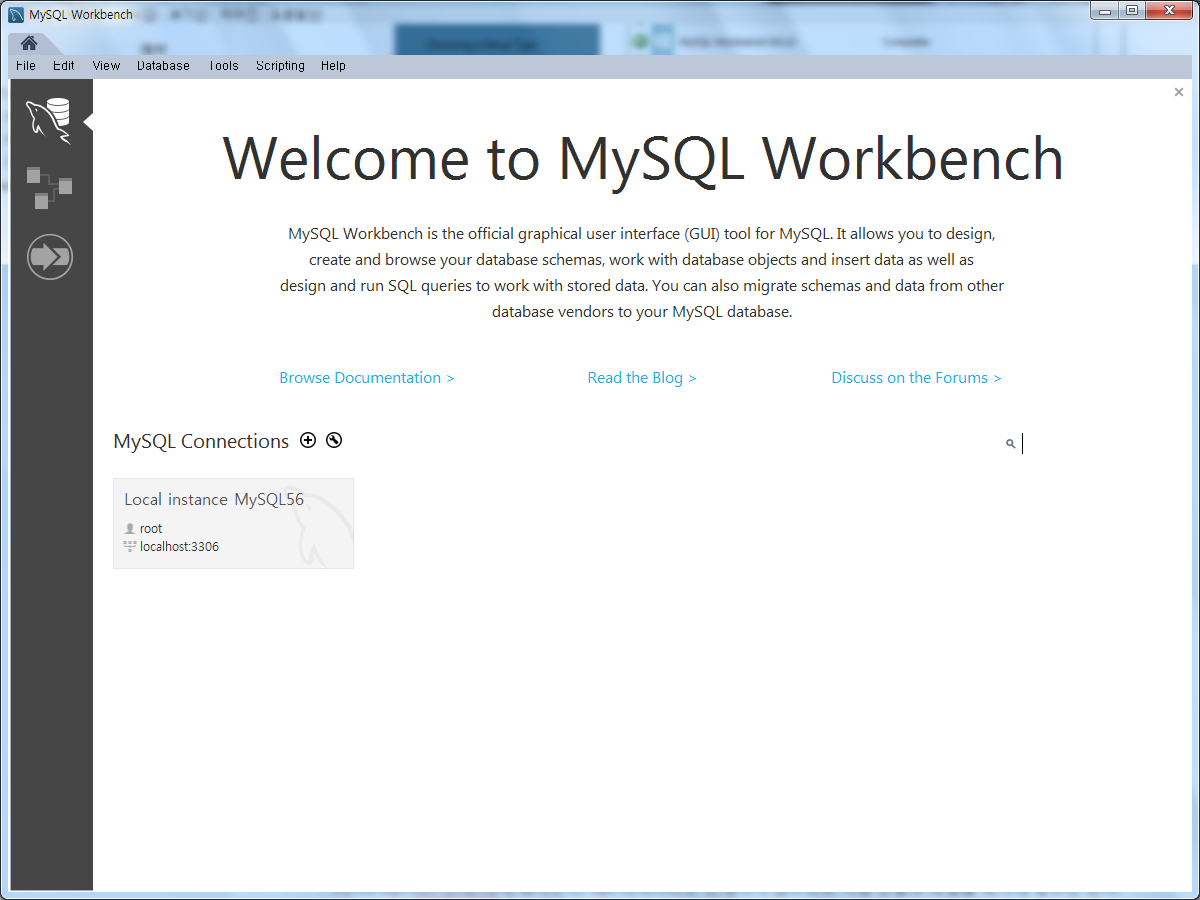 MySQL Workbench
File Edit View Database Tools Scripting Help
Welcome to MySQL Workbench
MySQL Workbench is the official graphical user interface (GUI) tool for MySQL. It allows you to design,
create and browse your database schemas, work with database objects and insert data as well as
design and run SQL queries to work with stored data. You can also migrate schemas and data from other
database vendors to your MySQL database.
Browse Documentation > Read the Blog > Discuss on the Forums >
MySQL Connections
Local instance MySQL56
root
localhost:3306